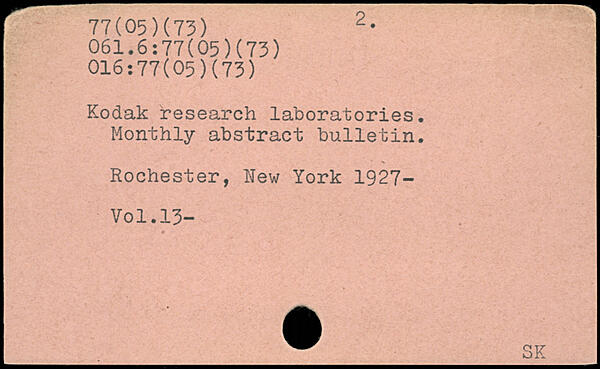 77(05)(73) 2.
061.6:77(05)(73)
016:77(05)(73)
Kodak research laboratories.
Monthly abstract bulletin.
Rochester, New York 1927-
Vol.13-
SK